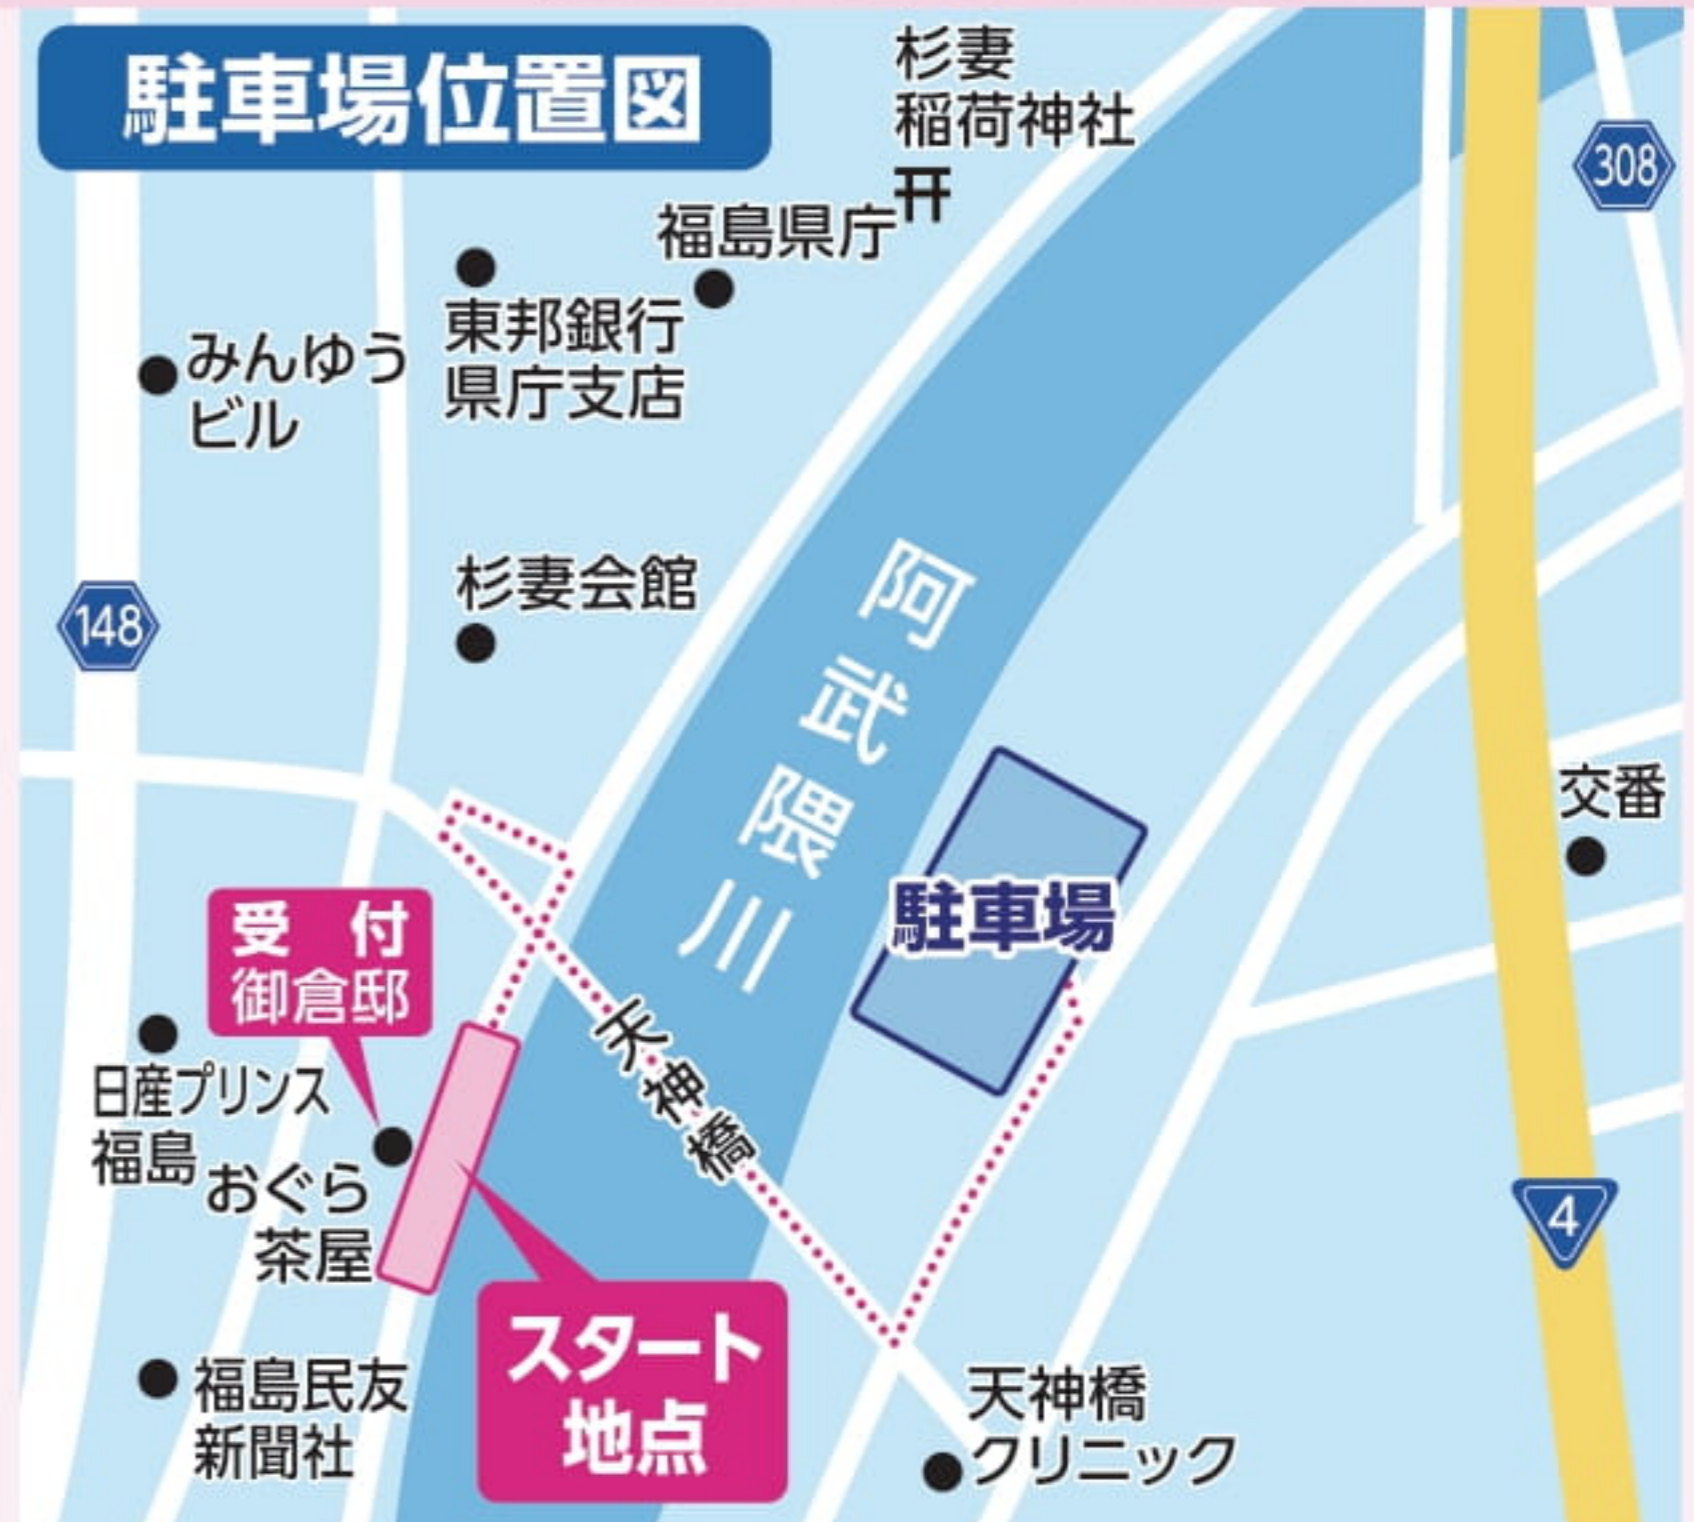 駐車場位置図
杉妻
稲荷神社
308
福島県庁
東邦銀行
県庁支店
みんゆう
ビル
阿武隈川
杉妻会館
148
交番
駐車場
受　付
御倉邸
天神橋
日産プリンス
福島
おぐら
茶屋
4
スタート
地点
福島民友
新聞社
天神橋
クリニック